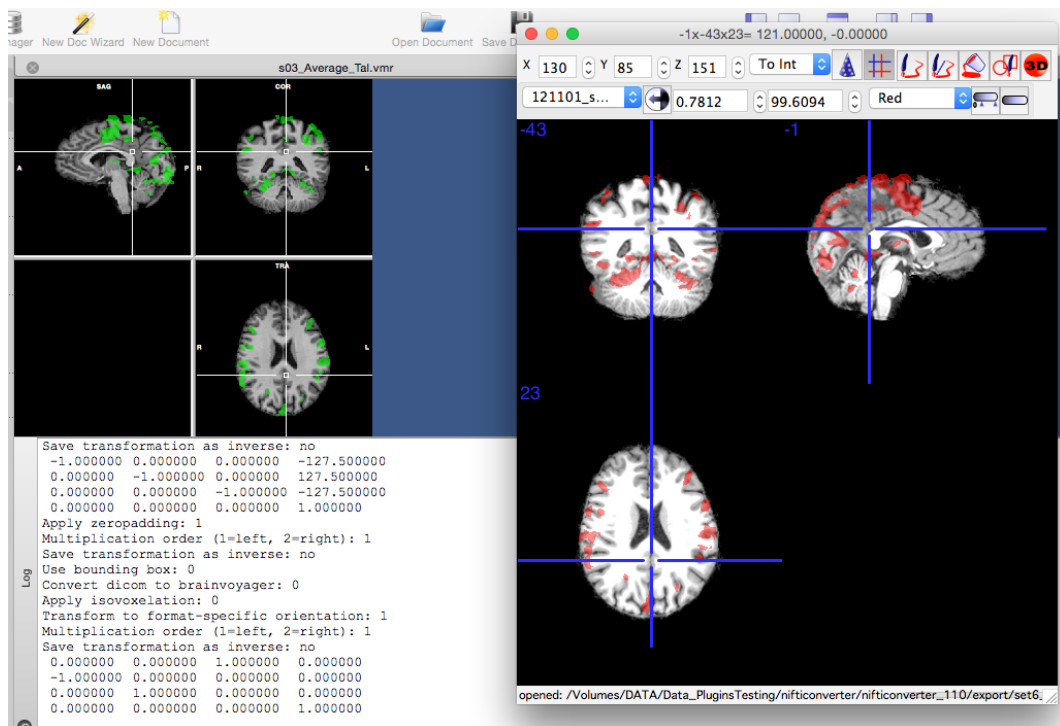 nager New Doc Wizard New Document Open Document Save D
s03_Average_Tal.vmr
SAG
COR
A
P
R
L
TRA
R
L
Log
Save transformation as inverse: no
-1.000000 0.000000 0.000000 -127.500000
0.000000 -1.000000 0.000000 127.500000
0.000000 0.000000 -1.000000 -127.500000
0.000000 0.000000 0.000000 1.000000
Apply zeropadding: 1
Multiplication order (1=left, 2=right): 1
Save transformation as inverse: no
Use bounding box: 0
Convert dicom to brainvoyager: 0
Apply isovoxelation: 0
Transform to format-specific orientation: 1
Multiplication order (1=left, 2=right): 1
Save transformation as inverse: no
0.000000 0.000000 1.000000 0.000000
-1.000000 0.000000 0.000000 0.000000
0.000000 1.000000 0.000000 0.000000
0.000000 0.000000 0.000000 1.000000
-1x-43x23= 121.00000, -0.00000
X 130 Y 85 Z 151 To Int 3D
121101_s... 0.7812 99.6094 Red
-43
-1
23
opened: /Volumes/DATA/Data_PluginsTesting/nifticonverter/nifticonverter_110/export/set6_